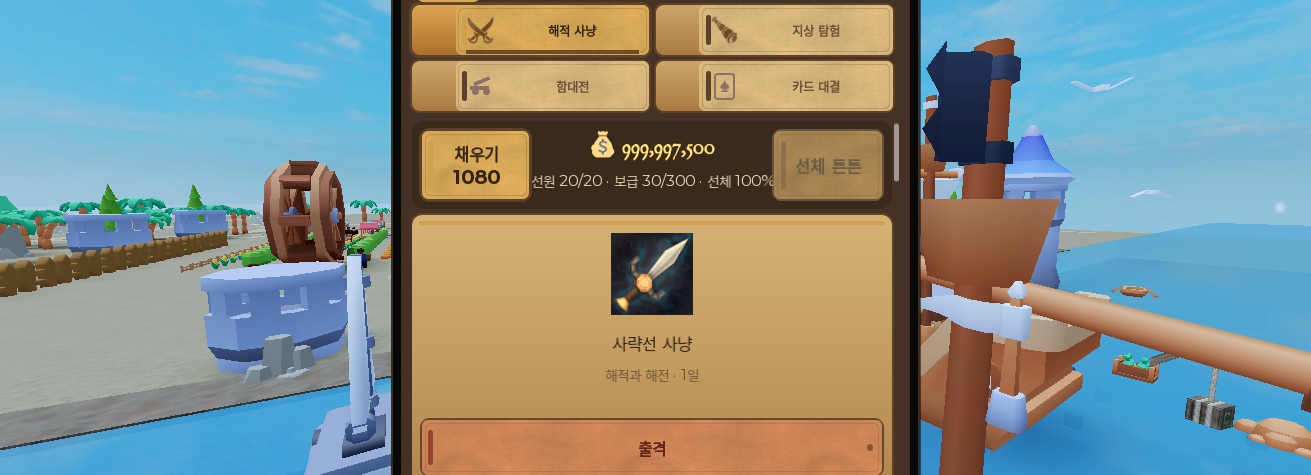 해적 사냥
지상 탐험
함대전
카드 대결
채우기
1080
$ 999,997,500
선원 20/20 · 보급 30/300 · 선체 100%
선체 튼튼
사략선 사냥
해적과 해전 · 1일
출격